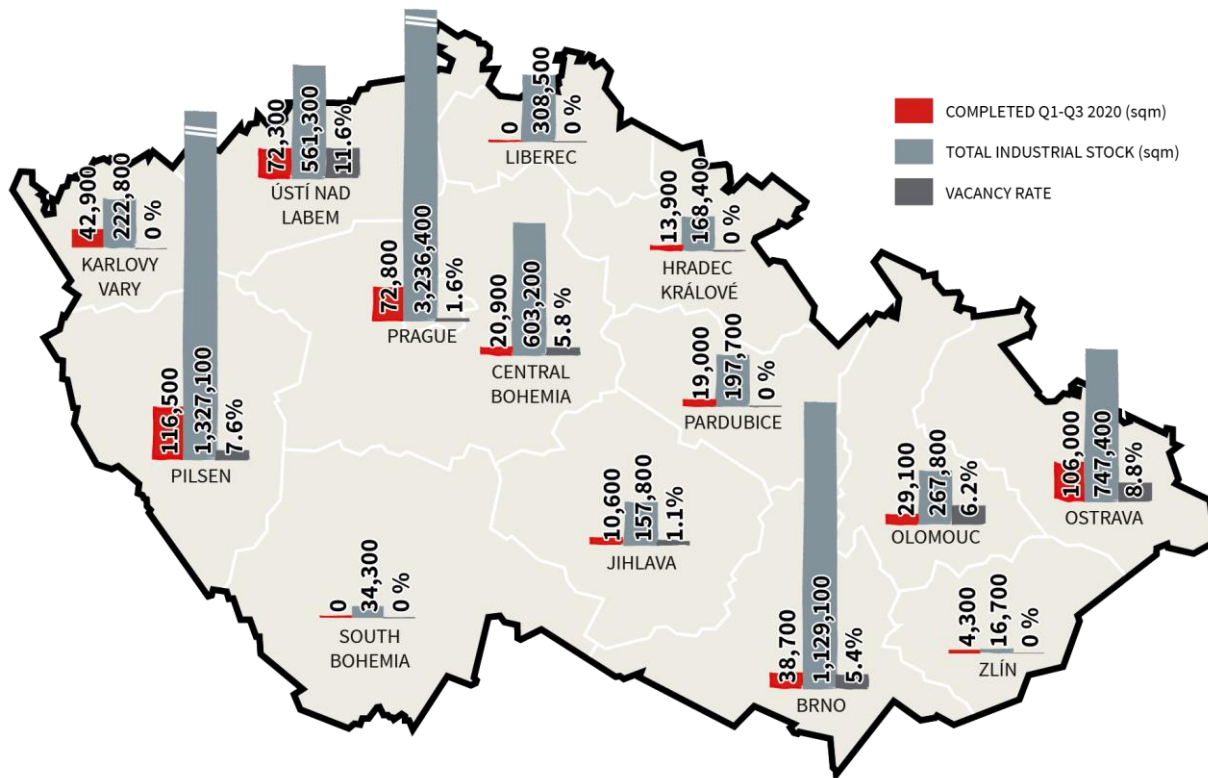 COMPLETED Q1-Q3 2020 (sqm)
TOTAL INDUSTRIAL STOCK (sqm)
VACANCY RATE
0
308,500
0 %
LIBEREC
72,300
561,300
11.6%
ÚSTÍ NAD
LABEM
42,900
222,800
0 %
KARLOVY
VARY
72,800
3,236,400
1.6%
PRAGUE
13,900
168,400
0 %
HRADEC
KRÁLOVÉ
20,900
603,200
5.8 %
CENTRAL
BOHEMIA
19,000
197,700
0 %
PARDUBICE
116,500
1,327,100
7.6%
PILSEN
106,000
747,400
8.8%
OSTRAVA
29,100
267,800
6.2%
OLOMOUC
10,600
157,800
1.1%
JIHLAVA
0
34,300
0 %
SOUTH
BOHEMIA
38,700
1,129,100
5.4%
BRNO
4,300
16,700
0 %
ZLÍN